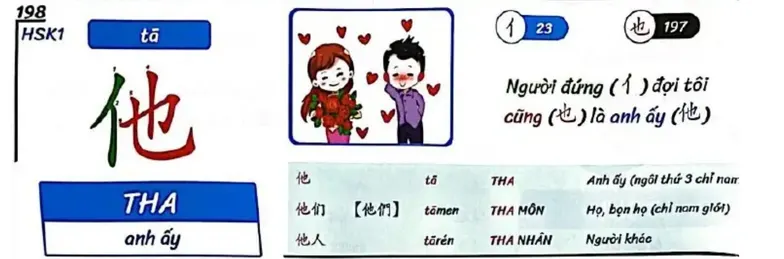 198
HSK1
tā
他
THA
anh ấy
亻 23
也 197
Người đứng (亻) đợi tôi
cũng (也) là anh ấy (他)
他 tā THA Anh ấy (ngôi thứ 3 chỉ nam
他们 【他們】 tāmen THA MÔN Họ, bọn họ (chỉ nam giới)
他人 tārén THA NHÂN Người khác